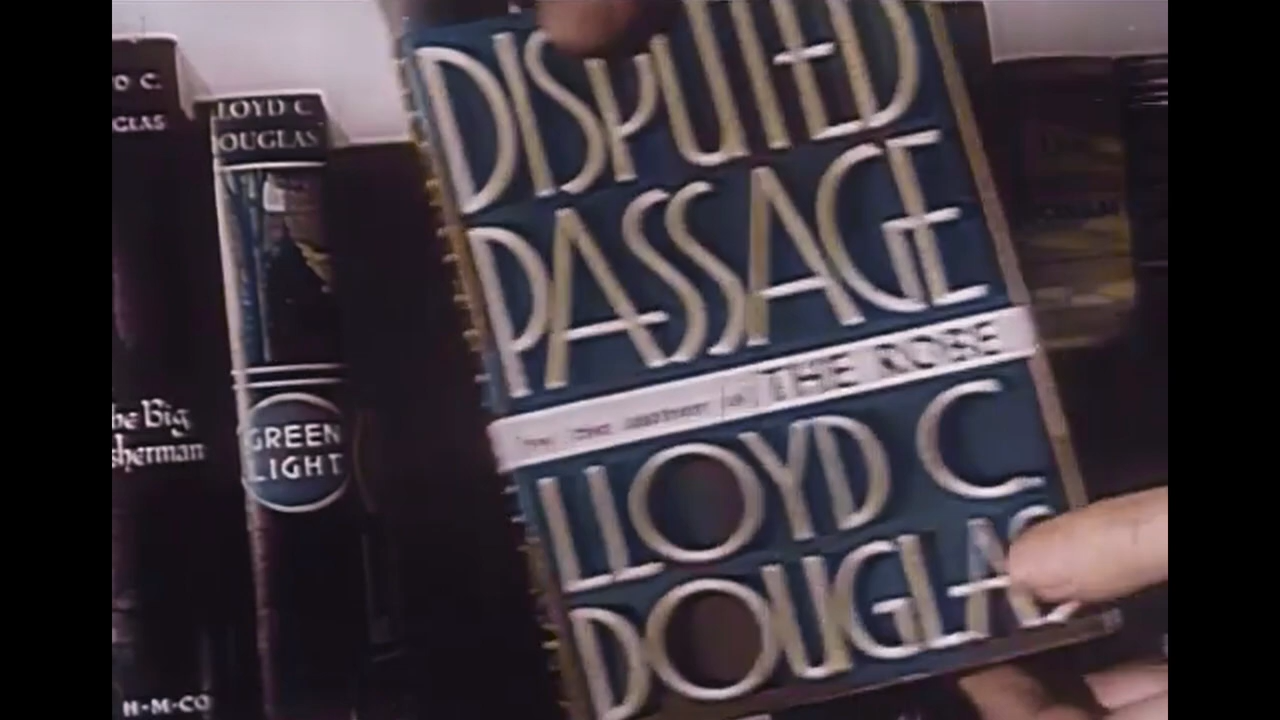 O C.
GLAS
he Big
sherman
H-M-CO
LOYD C.
OUGLAS
GREEN
LIGHT
DISPUTED
PASSAGE
THE ROBE
LLOYD C.
DOUGLAS